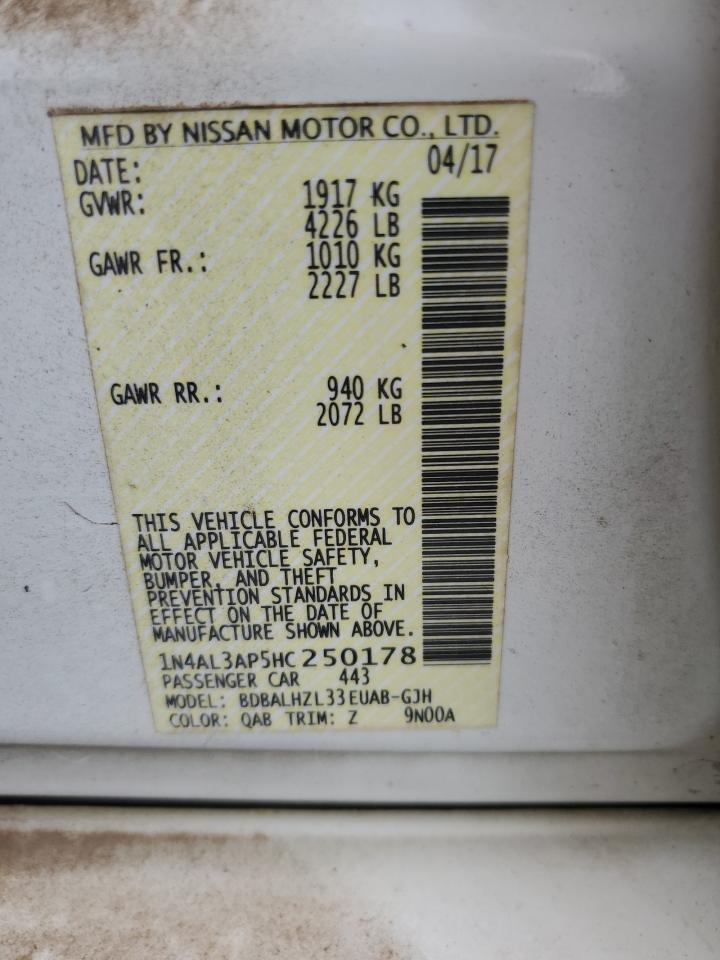 MFD BY NISSAN MOTOR CO., LTD.
DATE: 04/17
GVWR: 1917 KG
4226 LB
GAWR FR.: 1010 KG
2227 LB
GAWR RR.: 940 KG
2072 LB
THIS VEHICLE CONFORMS TO
ALL APPLICABLE FEDERAL
MOTOR VEHICLE SAFETY,
BUMPER, AND THEFT
PREVENTION STANDARDS IN
EFFECT ON THE DATE OF
MANUFACTURE SHOWN ABOVE.
1N4AL3AP5HC250178
PASSENGER CAR 443
MODEL: BDBALHZL33EUAB-GJH
COLOR: QAB TRIM: Z 9N00A